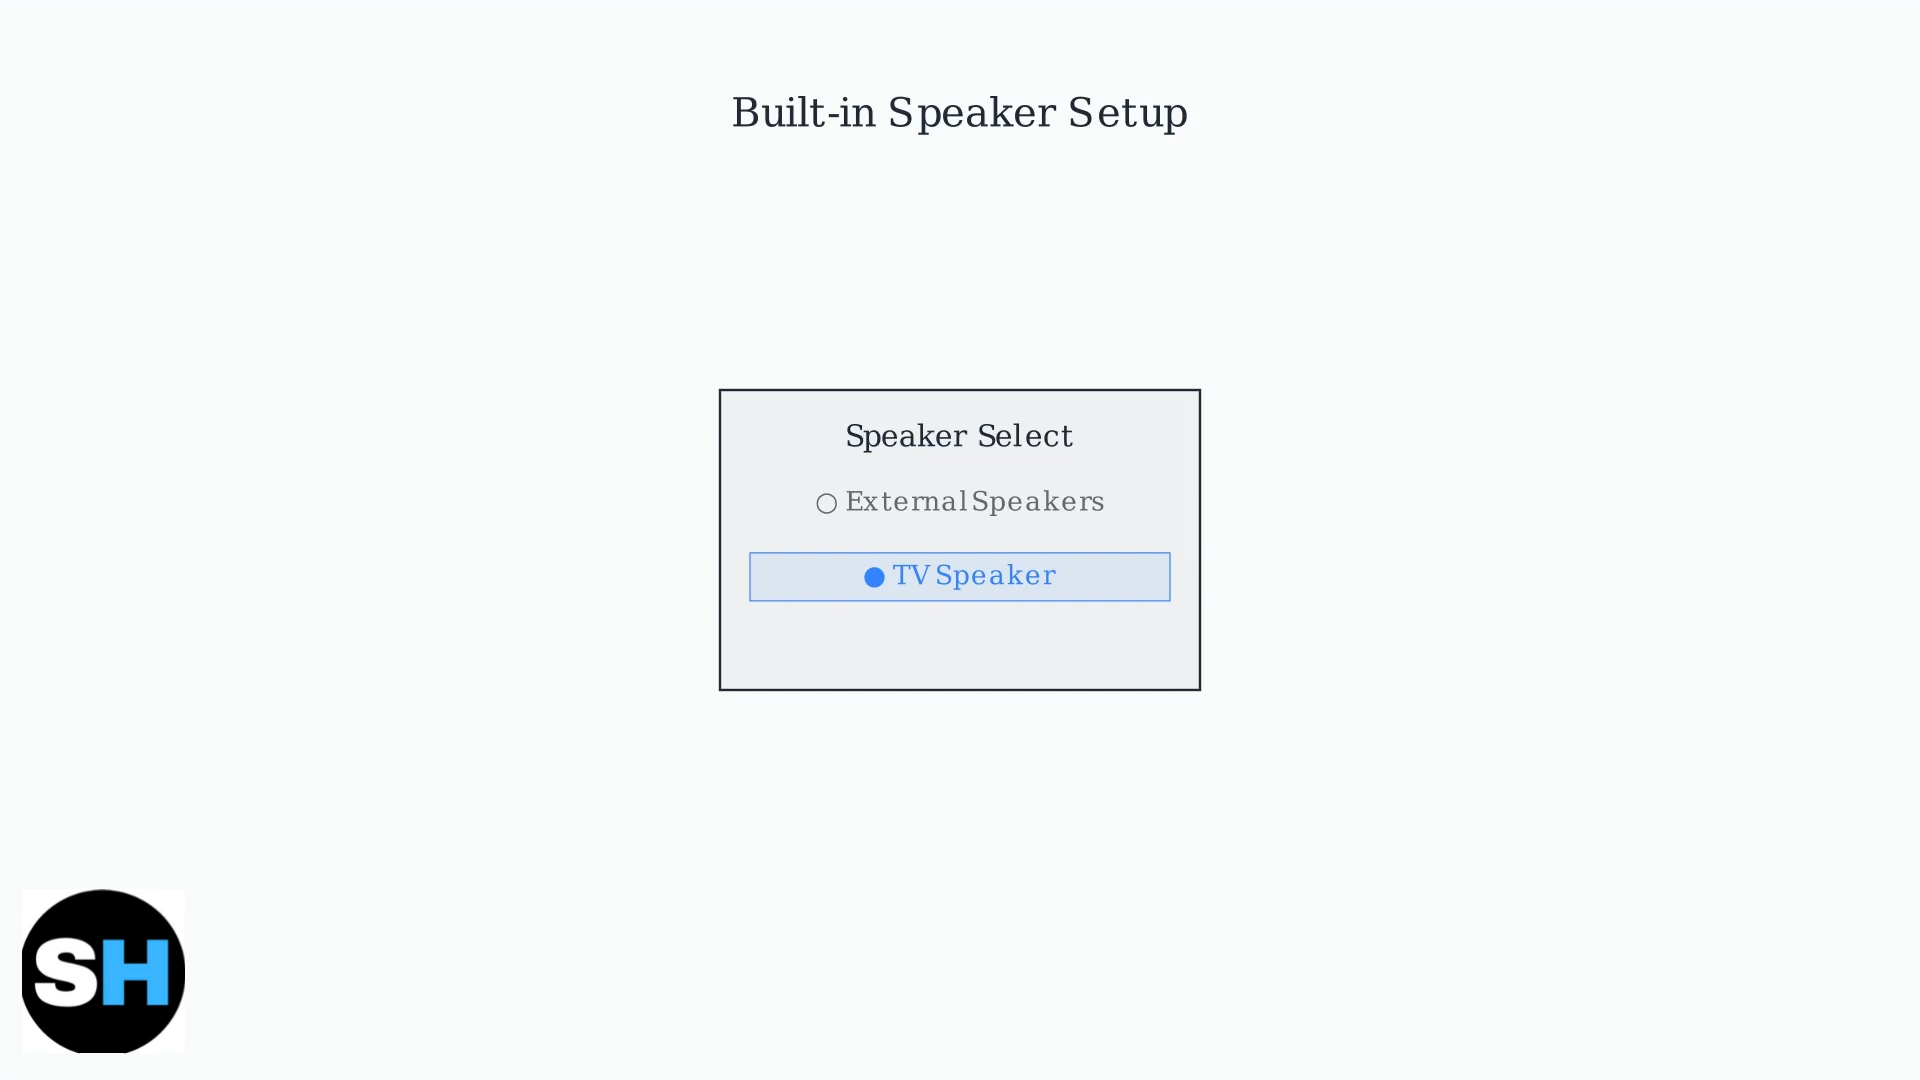 Built-in Speaker Setup
Speaker Select
○ External Speakers
● TV Speaker
SH